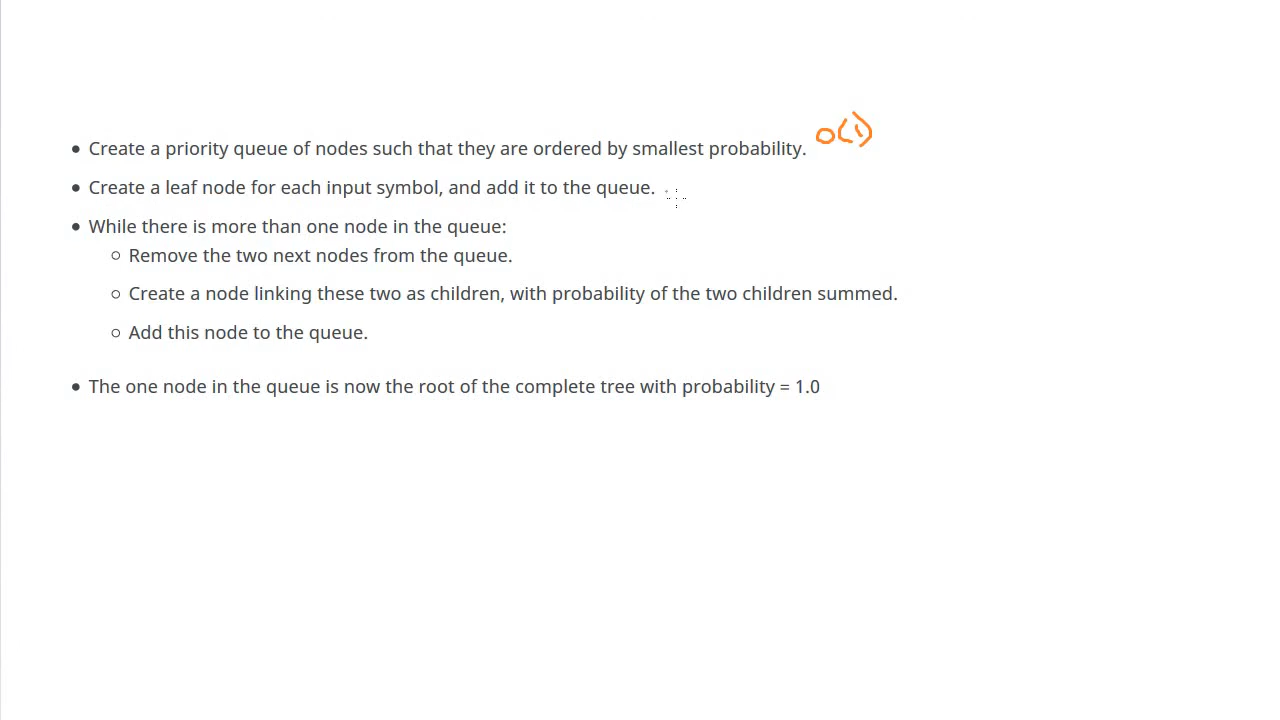 • Create a priority queue of nodes such that they are ordered by smallest probability. O(1)
• Create a leaf node for each input symbol, and add it to the queue.
• While there is more than one node in the queue:
○ Remove the two next nodes from the queue.
○ Create a node linking these two as children, with probability of the two children summed.
○ Add this node to the queue.
• The one node in the queue is now the root of the complete tree with probability = 1.0